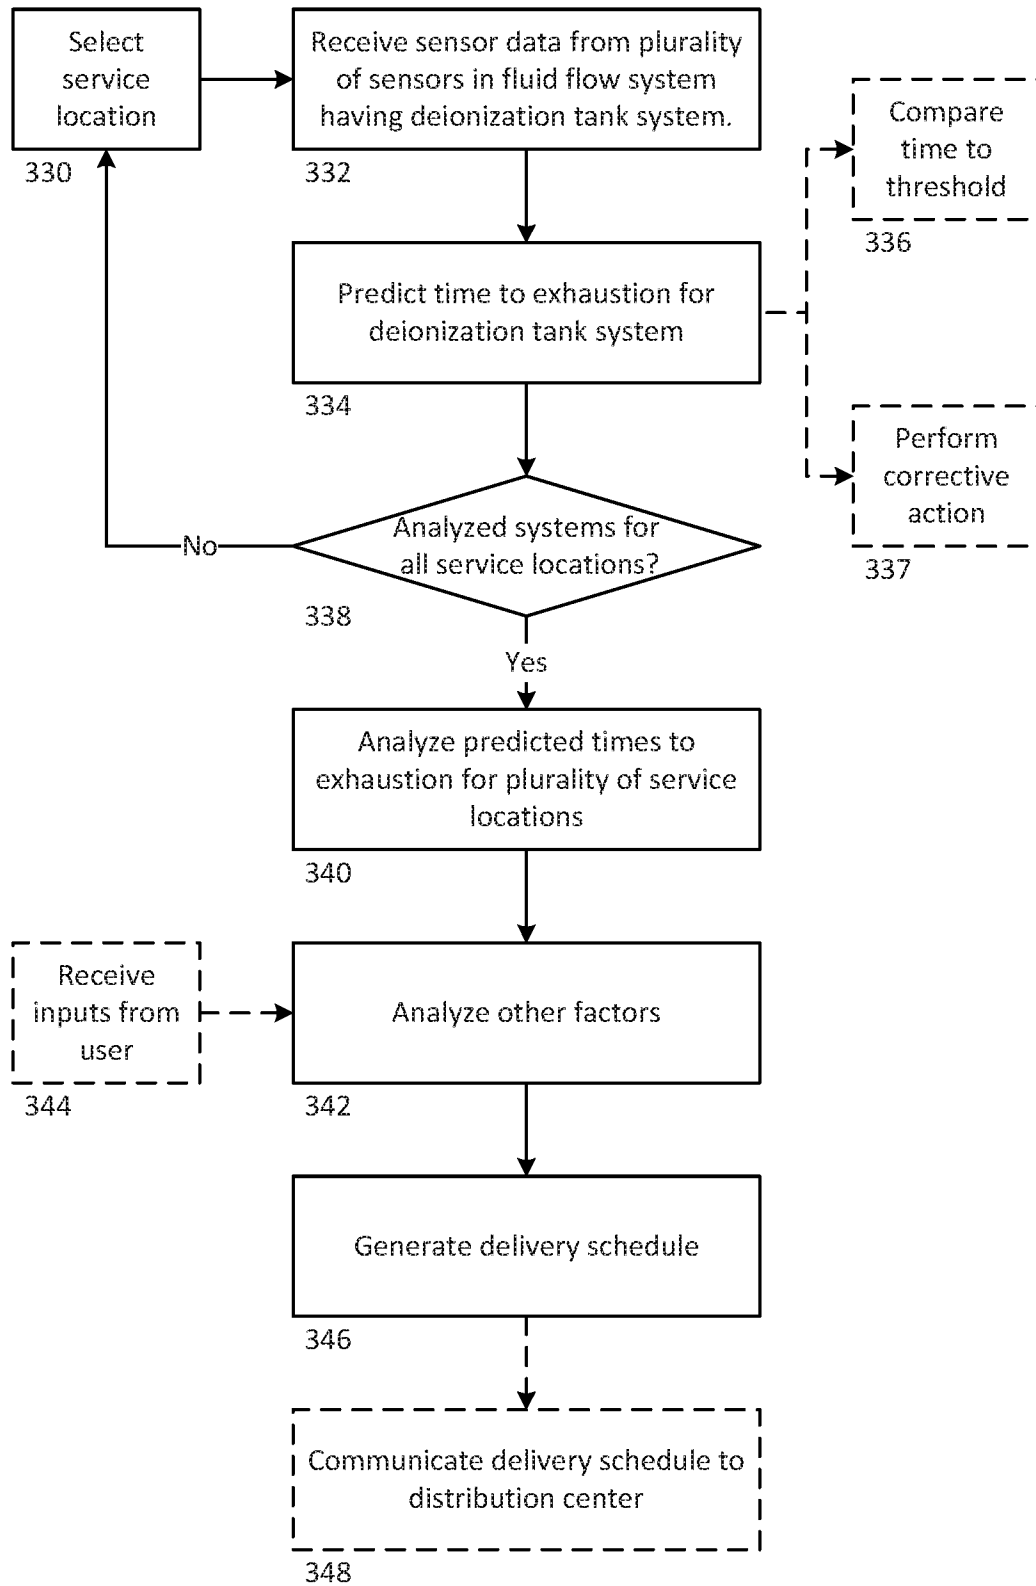 Select
service
location
330
Receive sensor data from plurality
of sensors in fluid flow system
having deionization tank system.
332
Compare
time to
threshold
336
Predict time to exhaustion for
deionization tank system
334
Perform
corrective
action
337
Analyzed systems for
all service locations?
338
No
Yes
Analyze predicted times to
exhaustion for plurality of service
locations
340
Receive
inputs from
user
344
Analyze other factors
342
Generate delivery schedule
346
Communicate delivery schedule to
distribution center
348